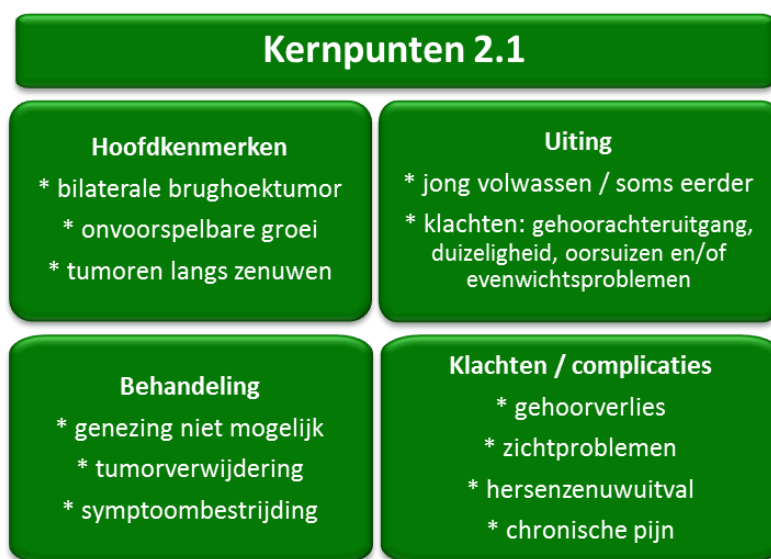 Kernpunten 2.1
Hoofdkenmerken
* bilaterale brughoektumor
* onvoorspelbare groei
* tumoren langs zenuwen
Uiting
* jong volwassen / soms eerder
* klachten: gehoorachteruitgang,
duizeligheid, oorsuizen en/of
evenwichtsproblemen
Behandeling
* genezing niet mogelijk
* tumorverwijdering
* symptoombestrijding
Klachten / complicaties
* gehoorverlies
* zichtproblemen
* hersenzenuwuitval
* chronische pijn